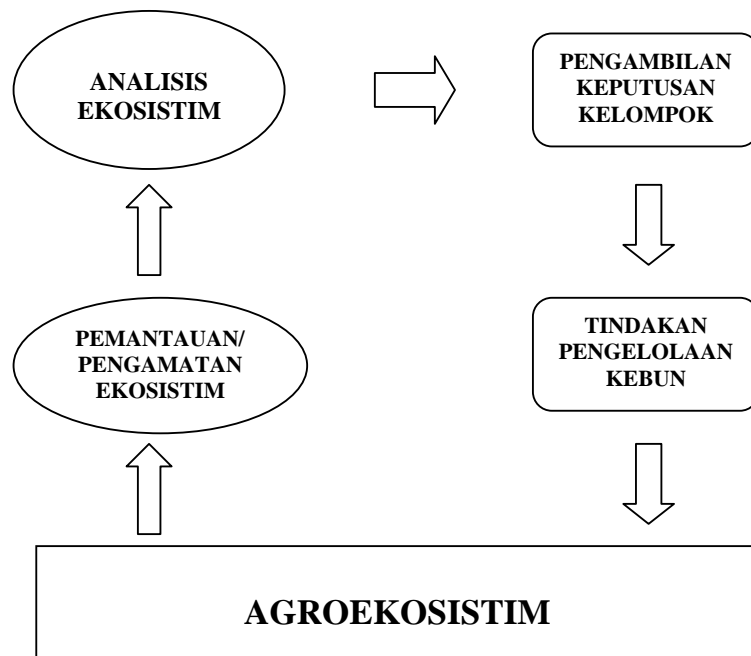 ANALISIS
EKOSISTIM
PENGAMBILAN
KEPUTUSAN
KELOMPOK
PEMANTAUAN/
PENGAMATAN
EKOSISTIM
TINDAKAN
PENGELOLAAN
KEBUN
AGROEKOSISTIM